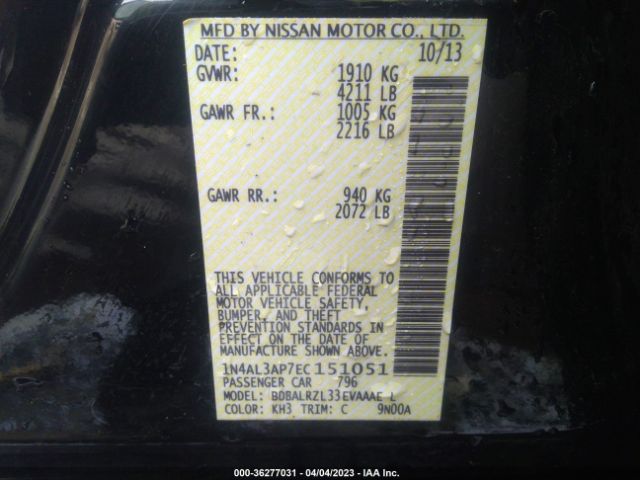 MFD BY NISSAN MOTOR CO., LTD.
DATE: 10/13
GVWR: 1910 KG
4211 LB
GAWR FR.: 1005 KG
2216 LB
GAWR RR.: 940 KG
2072 LB
THIS VEHICLE CONFORMS TO
ALL APPLICABLE FEDERAL
MOTOR VEHICLE SAFETY,
BUMPER, AND THEFT
PREVENTION STANDARDS IN
EFFECT ON THE DATE OF
MANUFACTURE SHOWN ABOVE.
1N4AL3AP7EC151051
PASSENGER CAR 796
MODEL: BDBALRZL33EVAAAE L
COLOR: KH3 TRIM: C 9N00A
000-36277031 - 04/04/2023 - IAA Inc.